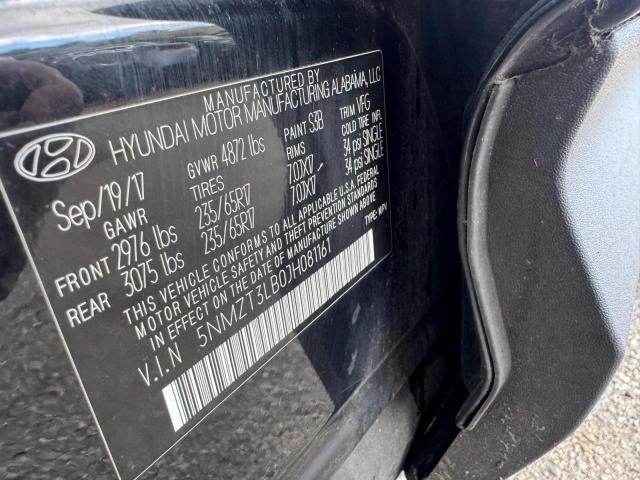 MANUFACTURED BY
HYUNDAI MOTOR MANUFACTURING ALABAMA, LLC
Sep/19/17 GVWR 4872 lbs PAINT S3B TRIM VFG
GAWR TIRES RIMS COLD TIRE INFL.
FRONT 2976 lbs 235/65R17 7.0JX17 34 psi SINGLE
REAR 3075 lbs 235/65R17 7.0JX17 34 psi SINGLE
THIS VEHICLE CONFORMS TO ALL APPLICABLE U.S.A. FEDERAL
MOTOR VEHICLE SAFETY AND THEFT PREVENTION STANDARDS
IN EFFECT ON THE DATE OF MANUFACTURE SHOWN ABOVE. TYPE: MPV
V.I.N 5NMZT3LB0JH081161